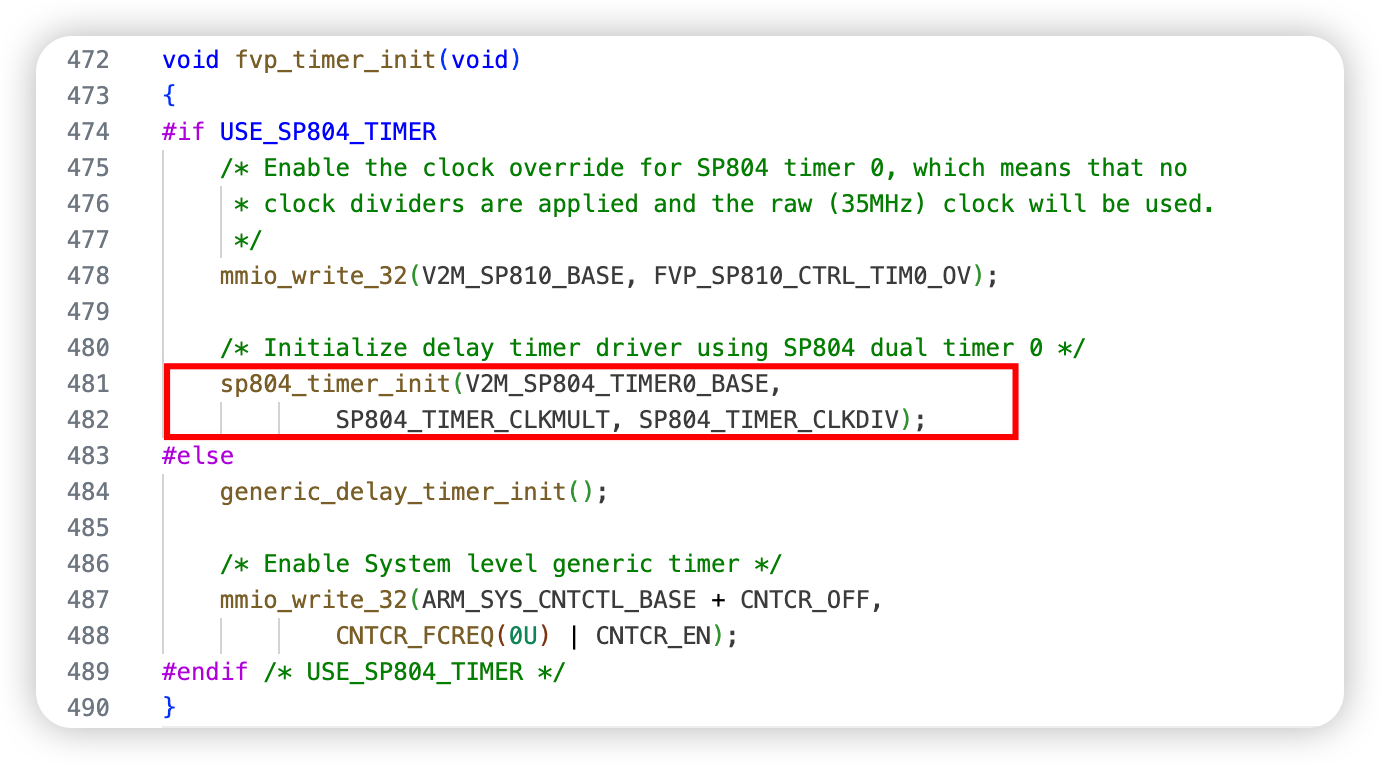 472 void fvp_timer_init(void)
473 {
474 #if USE_SP804_TIMER
475 /* Enable the clock override for SP804 timer 0, which means that no
476 * clock dividers are applied and the raw (35MHz) clock will be used.
477 */
478 mmio_write_32(V2M_SP810_BASE, FVP_SP810_CTRL_TIM0_OV);
479
480 /* Initialize delay timer driver using SP804 dual timer 0 */
481 sp804_timer_init(V2M_SP804_TIMER0_BASE,
482 SP804_TIMER_CLKMULT, SP804_TIMER_CLKDIV);
483 #else
484 generic_delay_timer_init();
485
486 /* Enable System level generic timer */
487 mmio_write_32(ARM_SYS_CNTCTL_BASE + CNTCR_OFF,
488 CNTCR_FCREQ(0U) | CNTCR_EN);
489 #endif /* USE_SP804_TIMER */
490 }